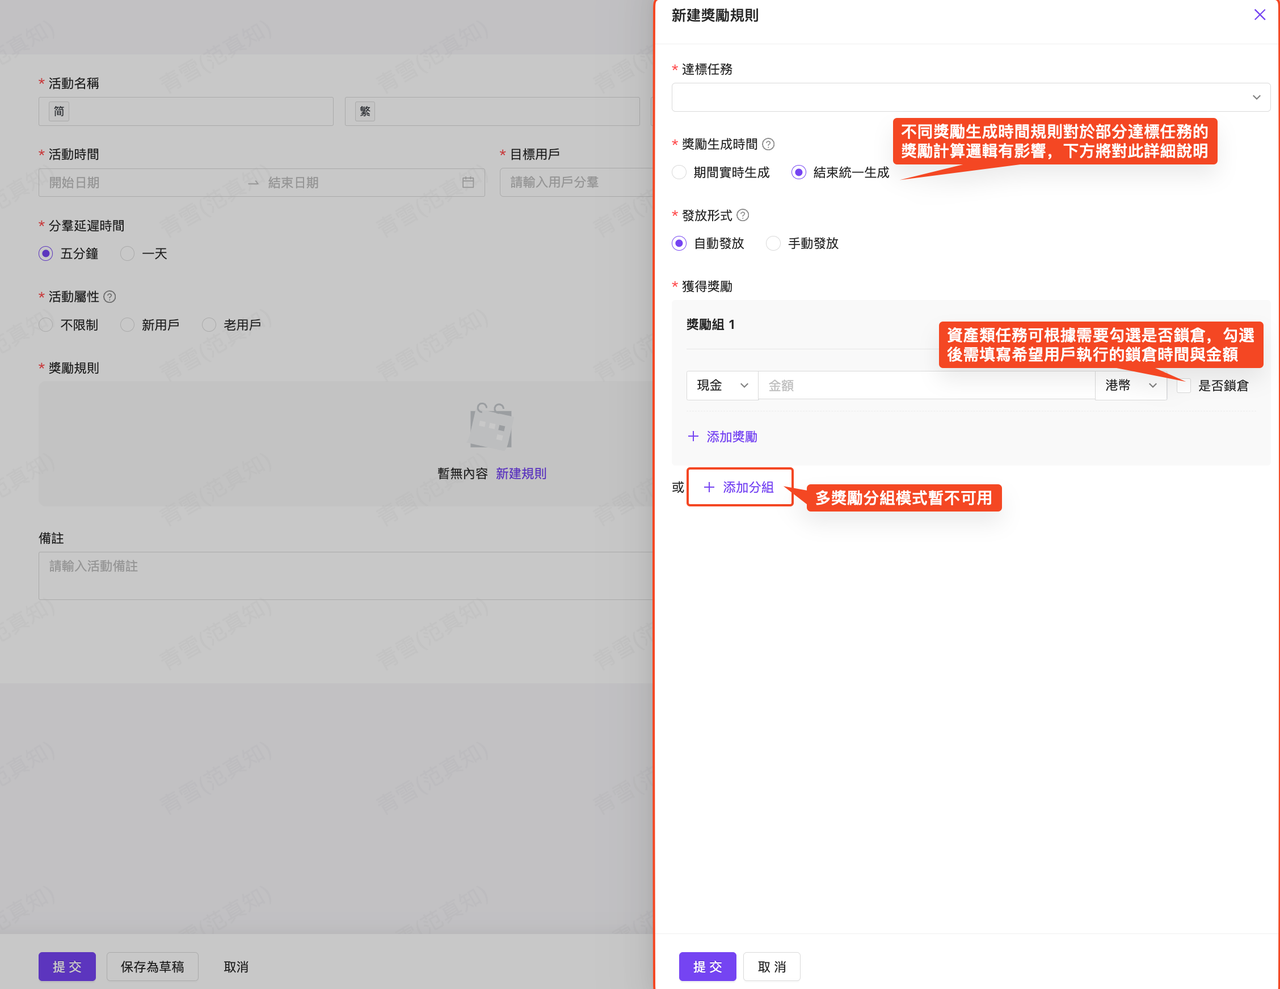 * 活動名稱
简
繁
* 活動時間
* 目標用戶
開始日期 → 結束日期
請輸入用戶分羣
* 分羣延遲時間
五分鐘 一天
* 活動屬性
不限制 新用戶 老用戶
* 獎勵規則
暫無內容 新建規則
備註
請輸入活動備註
提 交 保存為草稿 取消
新建獎勵規則
* 達標任務
* 獎勵生成時間
期間實時生成 結束統一生成
不同獎勵生成時間規則對於部分達標任務的
獎勵計算邏輯有影響，下方將對此詳細說明
* 發放形式
自動發放 手動發放
* 獲得獎勵
獎勵組 1
資產類任務可根據需要勾選是否鎖倉，勾選
後需填寫希望用戶執行的鎖倉時間與金額
現金 金額 港幣 是否鎖倉
+ 添加獎勵
或 + 添加分組
多獎勵分組模式暫不可用
提 交 取 消
青雪(范真知)